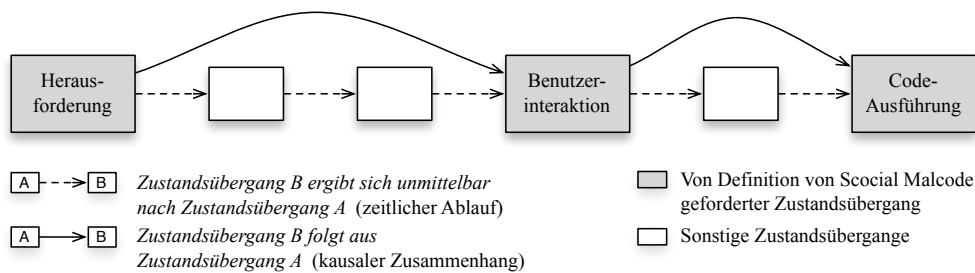 Heraus-
forderung
Benutzer-
interaktion
Code-
Ausführung
A B Zustandsübergang B ergibt sich unmittelbar
nach Zustandsübergang A (zeitlicher Ablauf)
A B Zustandsübergang B folgt aus
Zustandsübergang A (kausaler Zusammenhang)
Von Definition von Scocial Malcode
geforderter Zustandsübergang
Sonstige Zustandsübergange